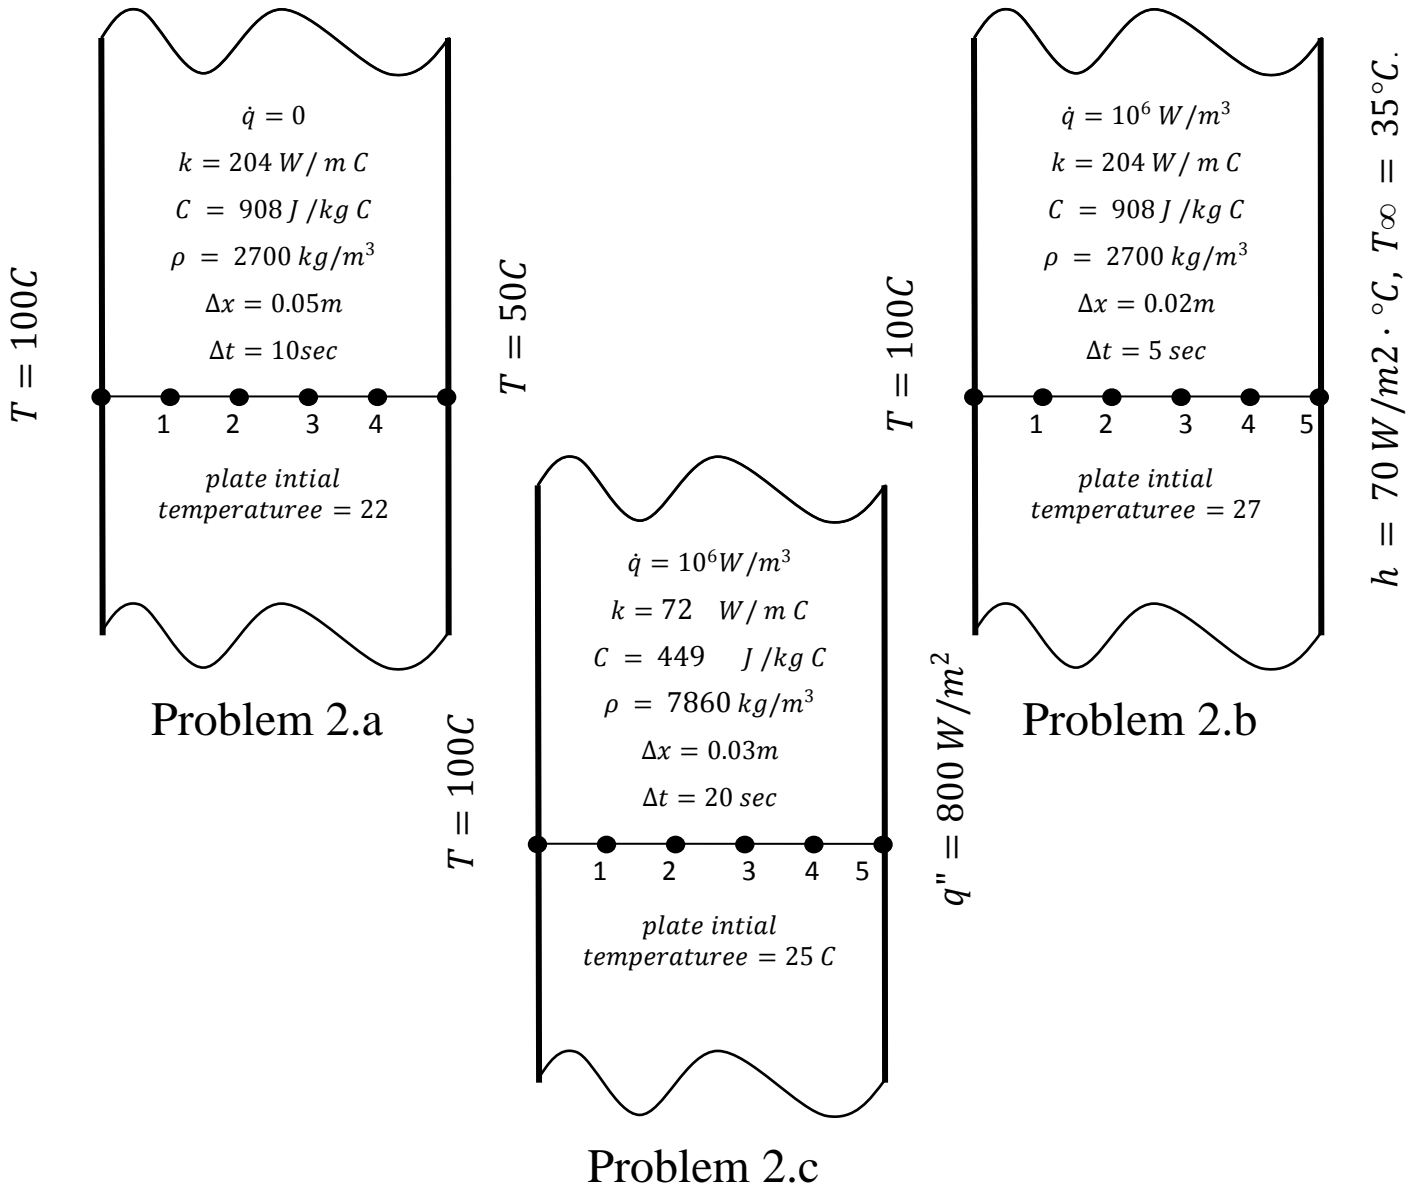 q̇ = 0
k = 204 W/ m C
C = 908 J /kg C
ρ = 2700 kg/m³
Δx = 0.05m
Δt = 10sec
T = 100C
T = 50C
1 2 3 4
plate intial
temperaturee = 22
Problem 2.a
q̇ = 10⁶ W/m³
k = 204 W/ m C
C = 908 J /kg C
ρ = 2700 kg/m³
Δx = 0.02m
Δt = 5 sec
T = 100C
h = 70 W/m2 · °C, T∞ = 35°C.
1 2 3 4 5
plate intial
temperaturee = 27
Problem 2.b
q̇ = 10⁶W/m³
k = 72 W/ m C
C = 449 J /kg C
ρ = 7860 kg/m³
Δx = 0.03m
Δt = 20 sec
T = 100C
q" = 800 W/m²
1 2 3 4 5
plate intial
temperaturee = 25 C
Problem 2.c